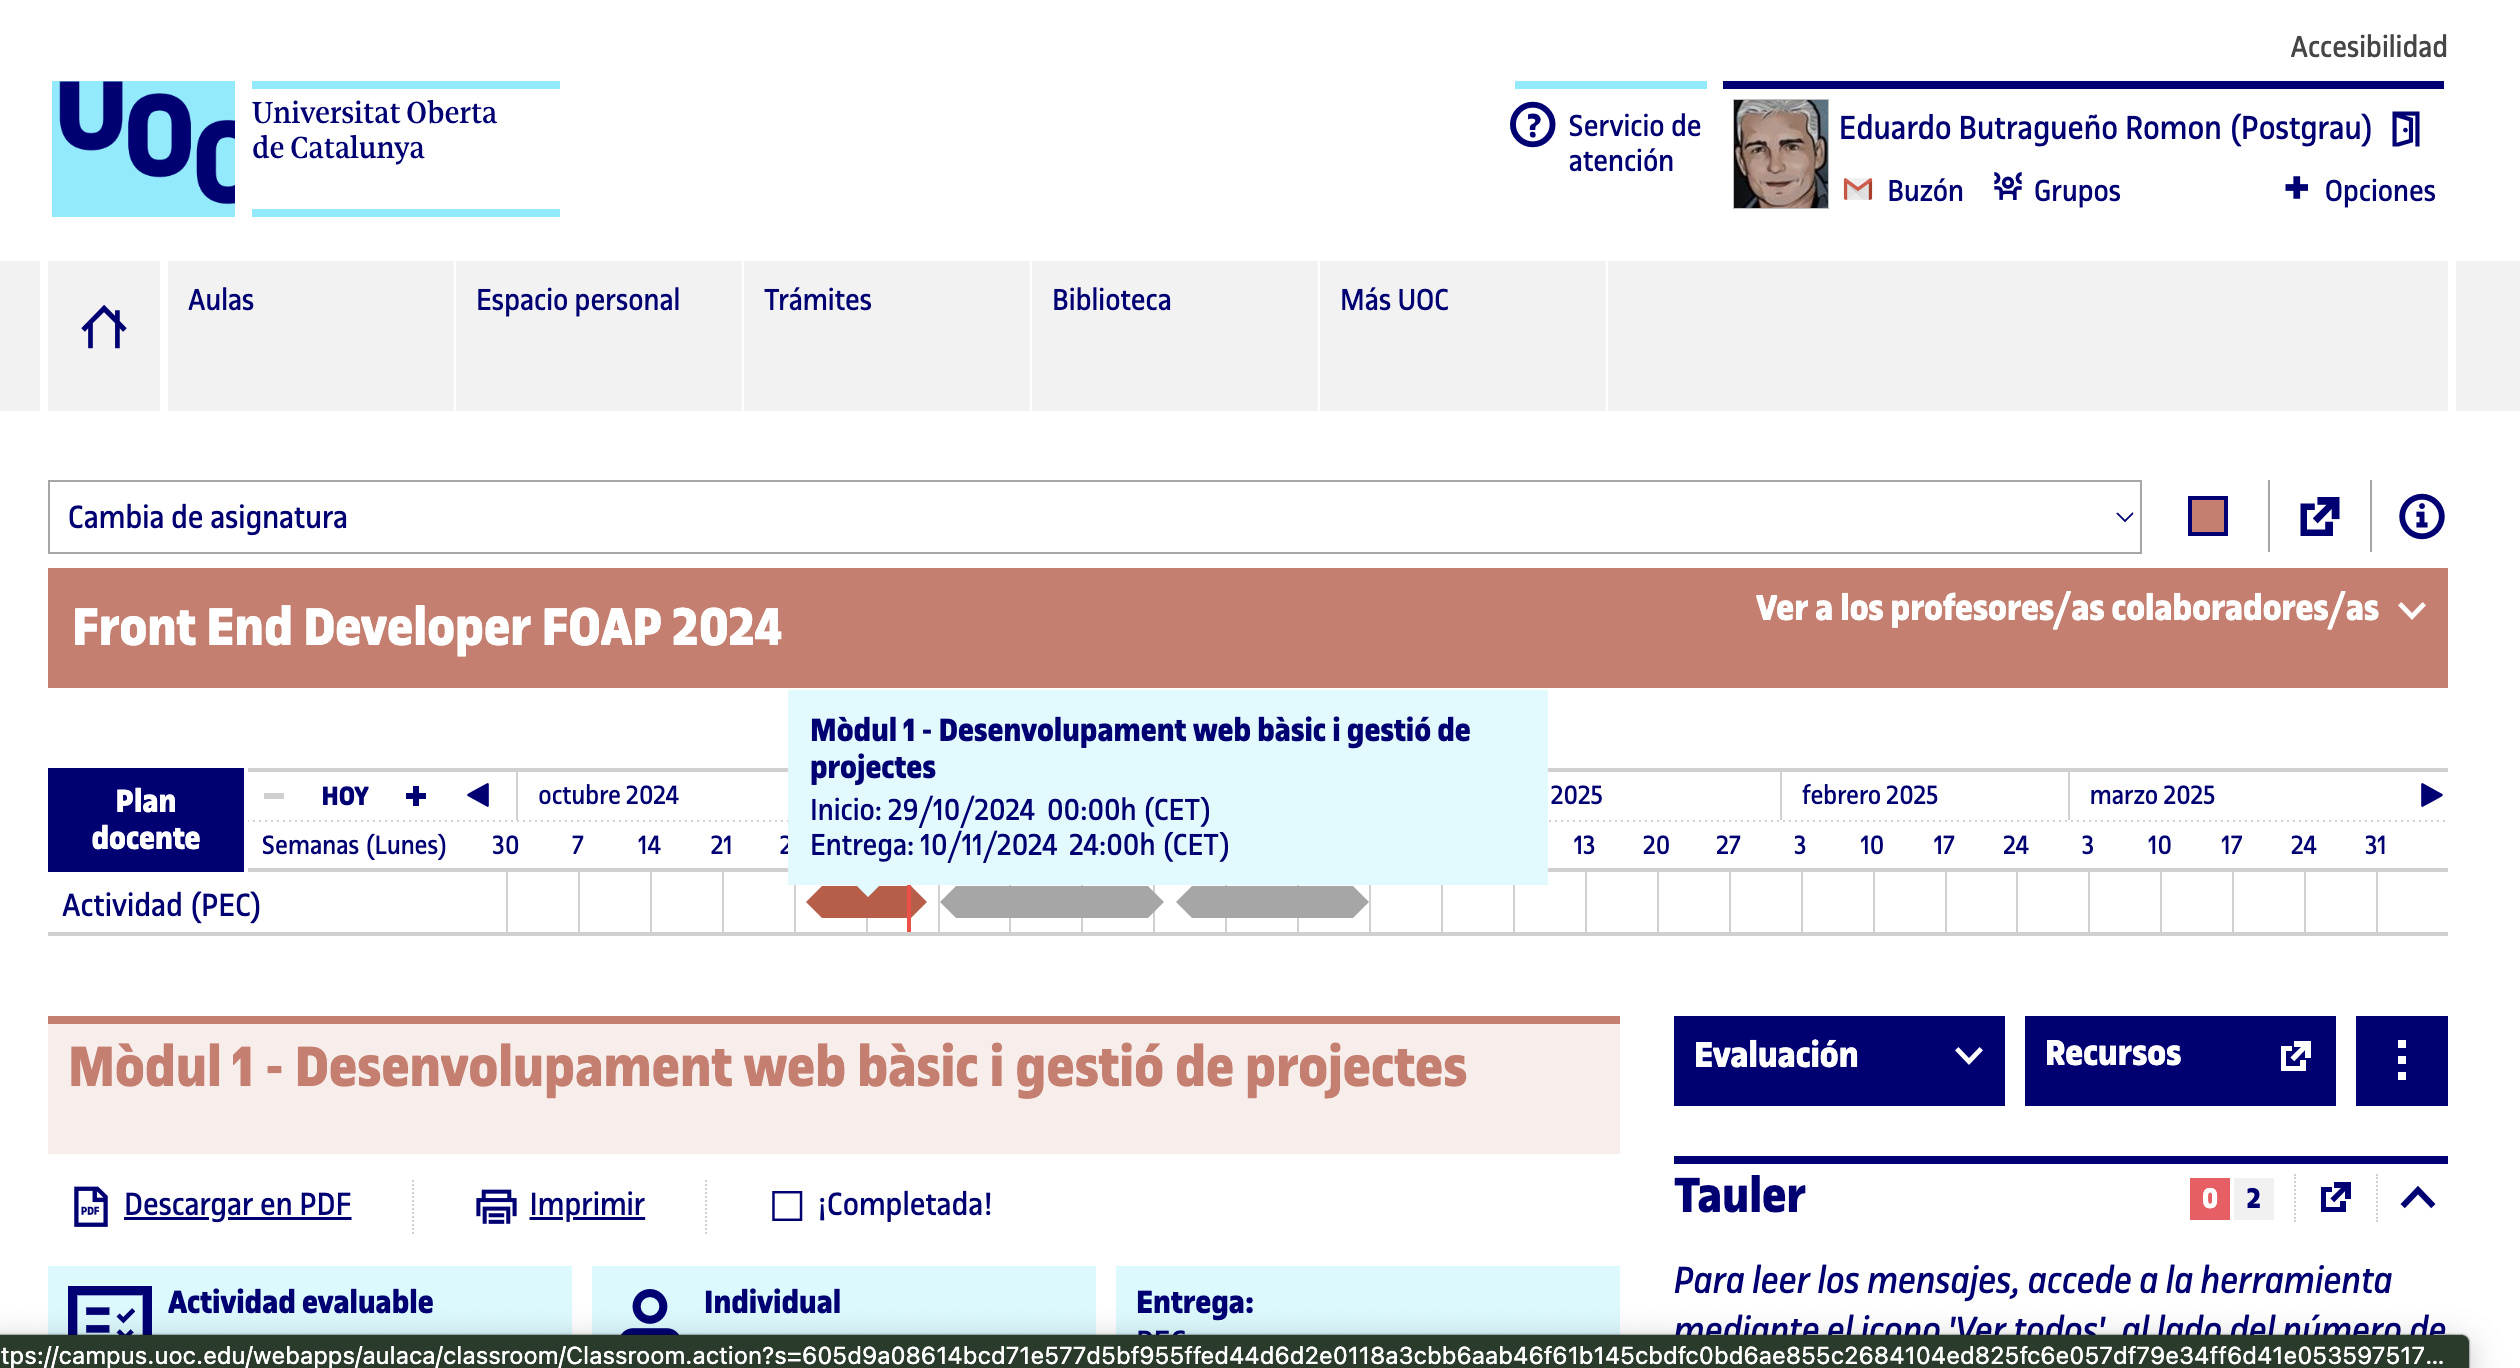 Accesibilidad
UOC
Universitat Oberta
de Catalunya
Servicio de
atención
Eduardo Butragueño Romon (Postgrau)
Buzón
Grupos
Opciones
Aulas
Espacio personal
Trámites
Biblioteca
Más UOC
Cambia de asignatura
Front End Developer FOAP 2024
Ver a los profesores/as colaboradores/as
Mòdul 1 - Desenvolupament web bàsic i gestió de
projectes
Inicio: 29/10/2024 00:00h (CET)
Entrega: 10/11/2024 24:00h (CET)
Plan
docente
HOY
octubre 2024
2025
febrero 2025
marzo 2025
Semanas (Lunes) 30 7 14 21 13 20 27 3 10 17 24 3 10 17 24 31
Actividad (PEC)
Mòdul 1 - Desenvolupament web bàsic i gestió de projectes
Evaluación
Recursos
PDF
Descargar en PDF
Imprimir
¡Completada!
Tauler
0 2
Para leer los mensajes, accede a la herramienta
mediante el icono 'Ver todos', al lado del número de
Actividad evaluable
Individual
Entrega:
tps://campus.uoc.edu/webapps/aulaca/classroom/Classroom.action?s=605d9a08614bcd71e577d5bf955ffed44d6d2e0118a3cbb6aab46f61b145cbdfc0bd6ae855c2684104ed825fc6e057df79e34ff6d41e053597517...